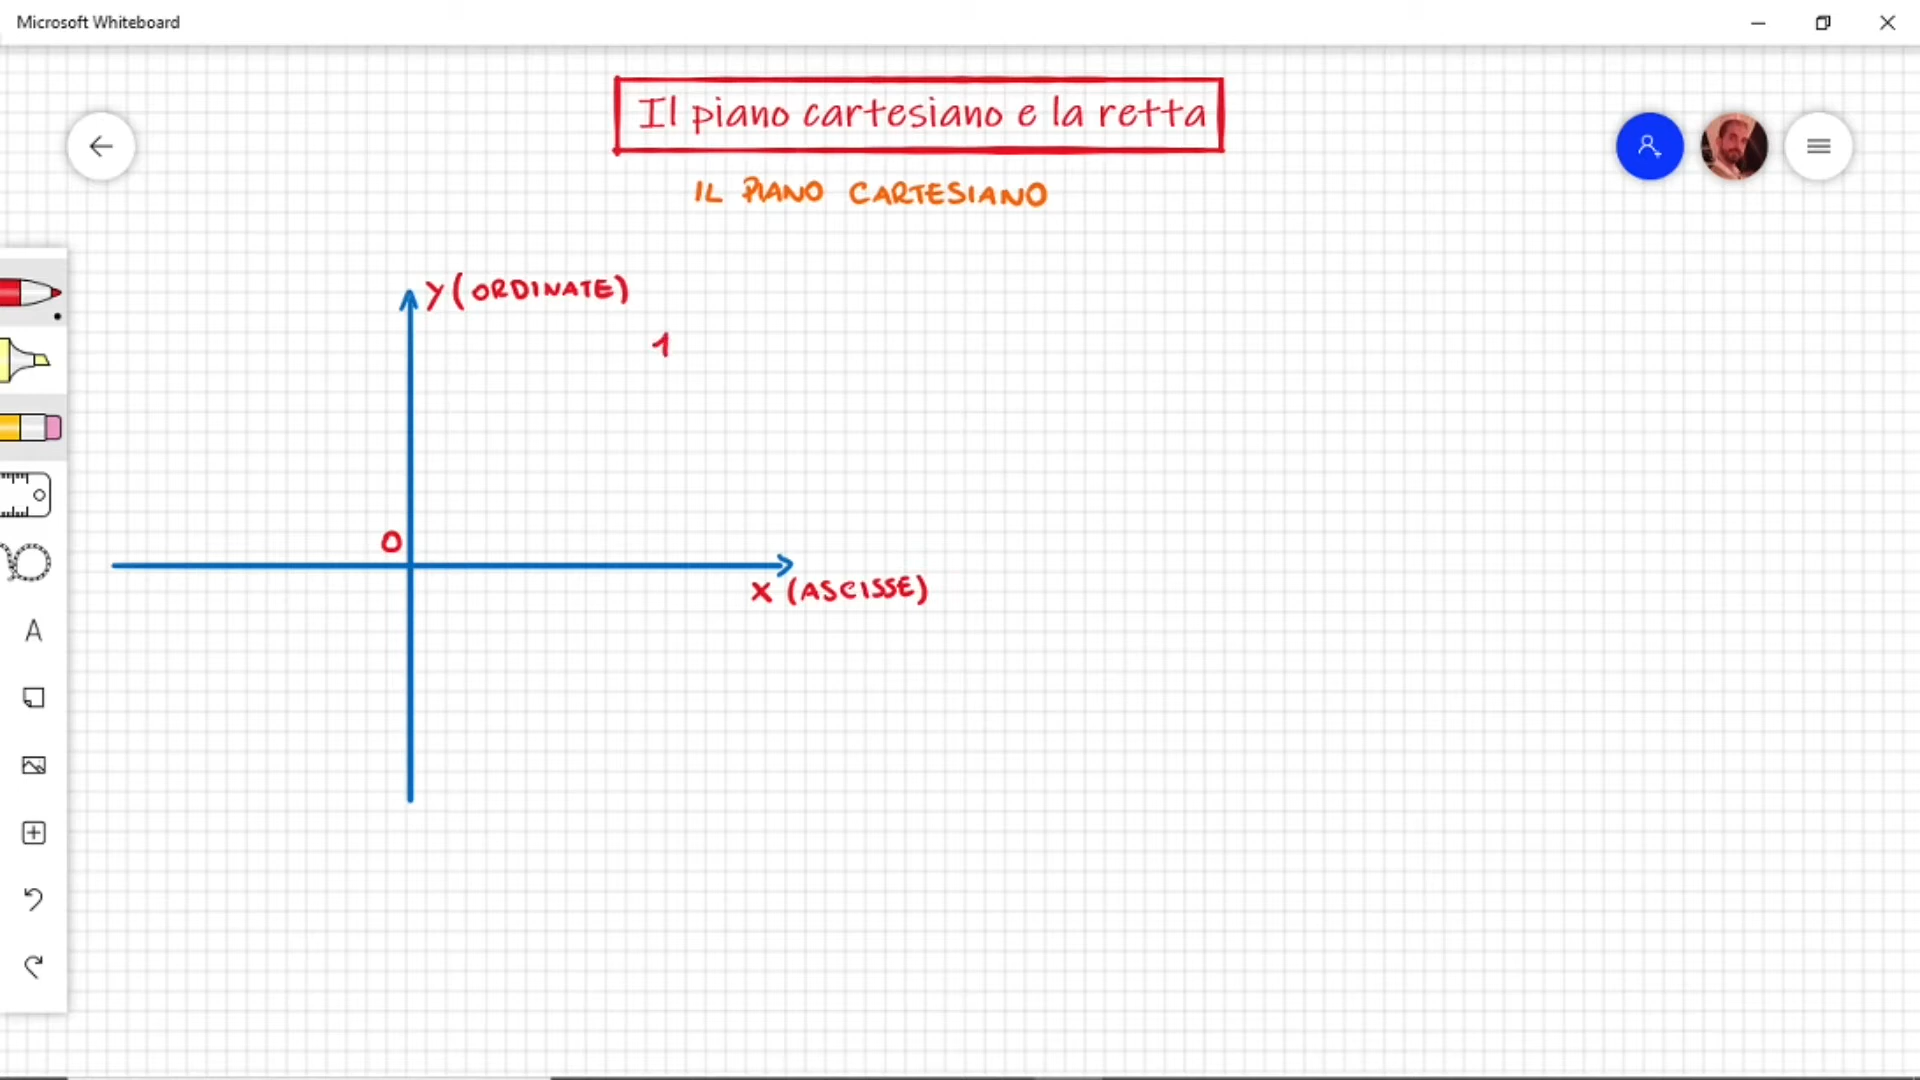 Microsoft Whiteboard
Il piano cartesiano e la retta
IL PIANO CARTESIANO
Y (ORDINATE)
1
O
X (ASCISSE)
A